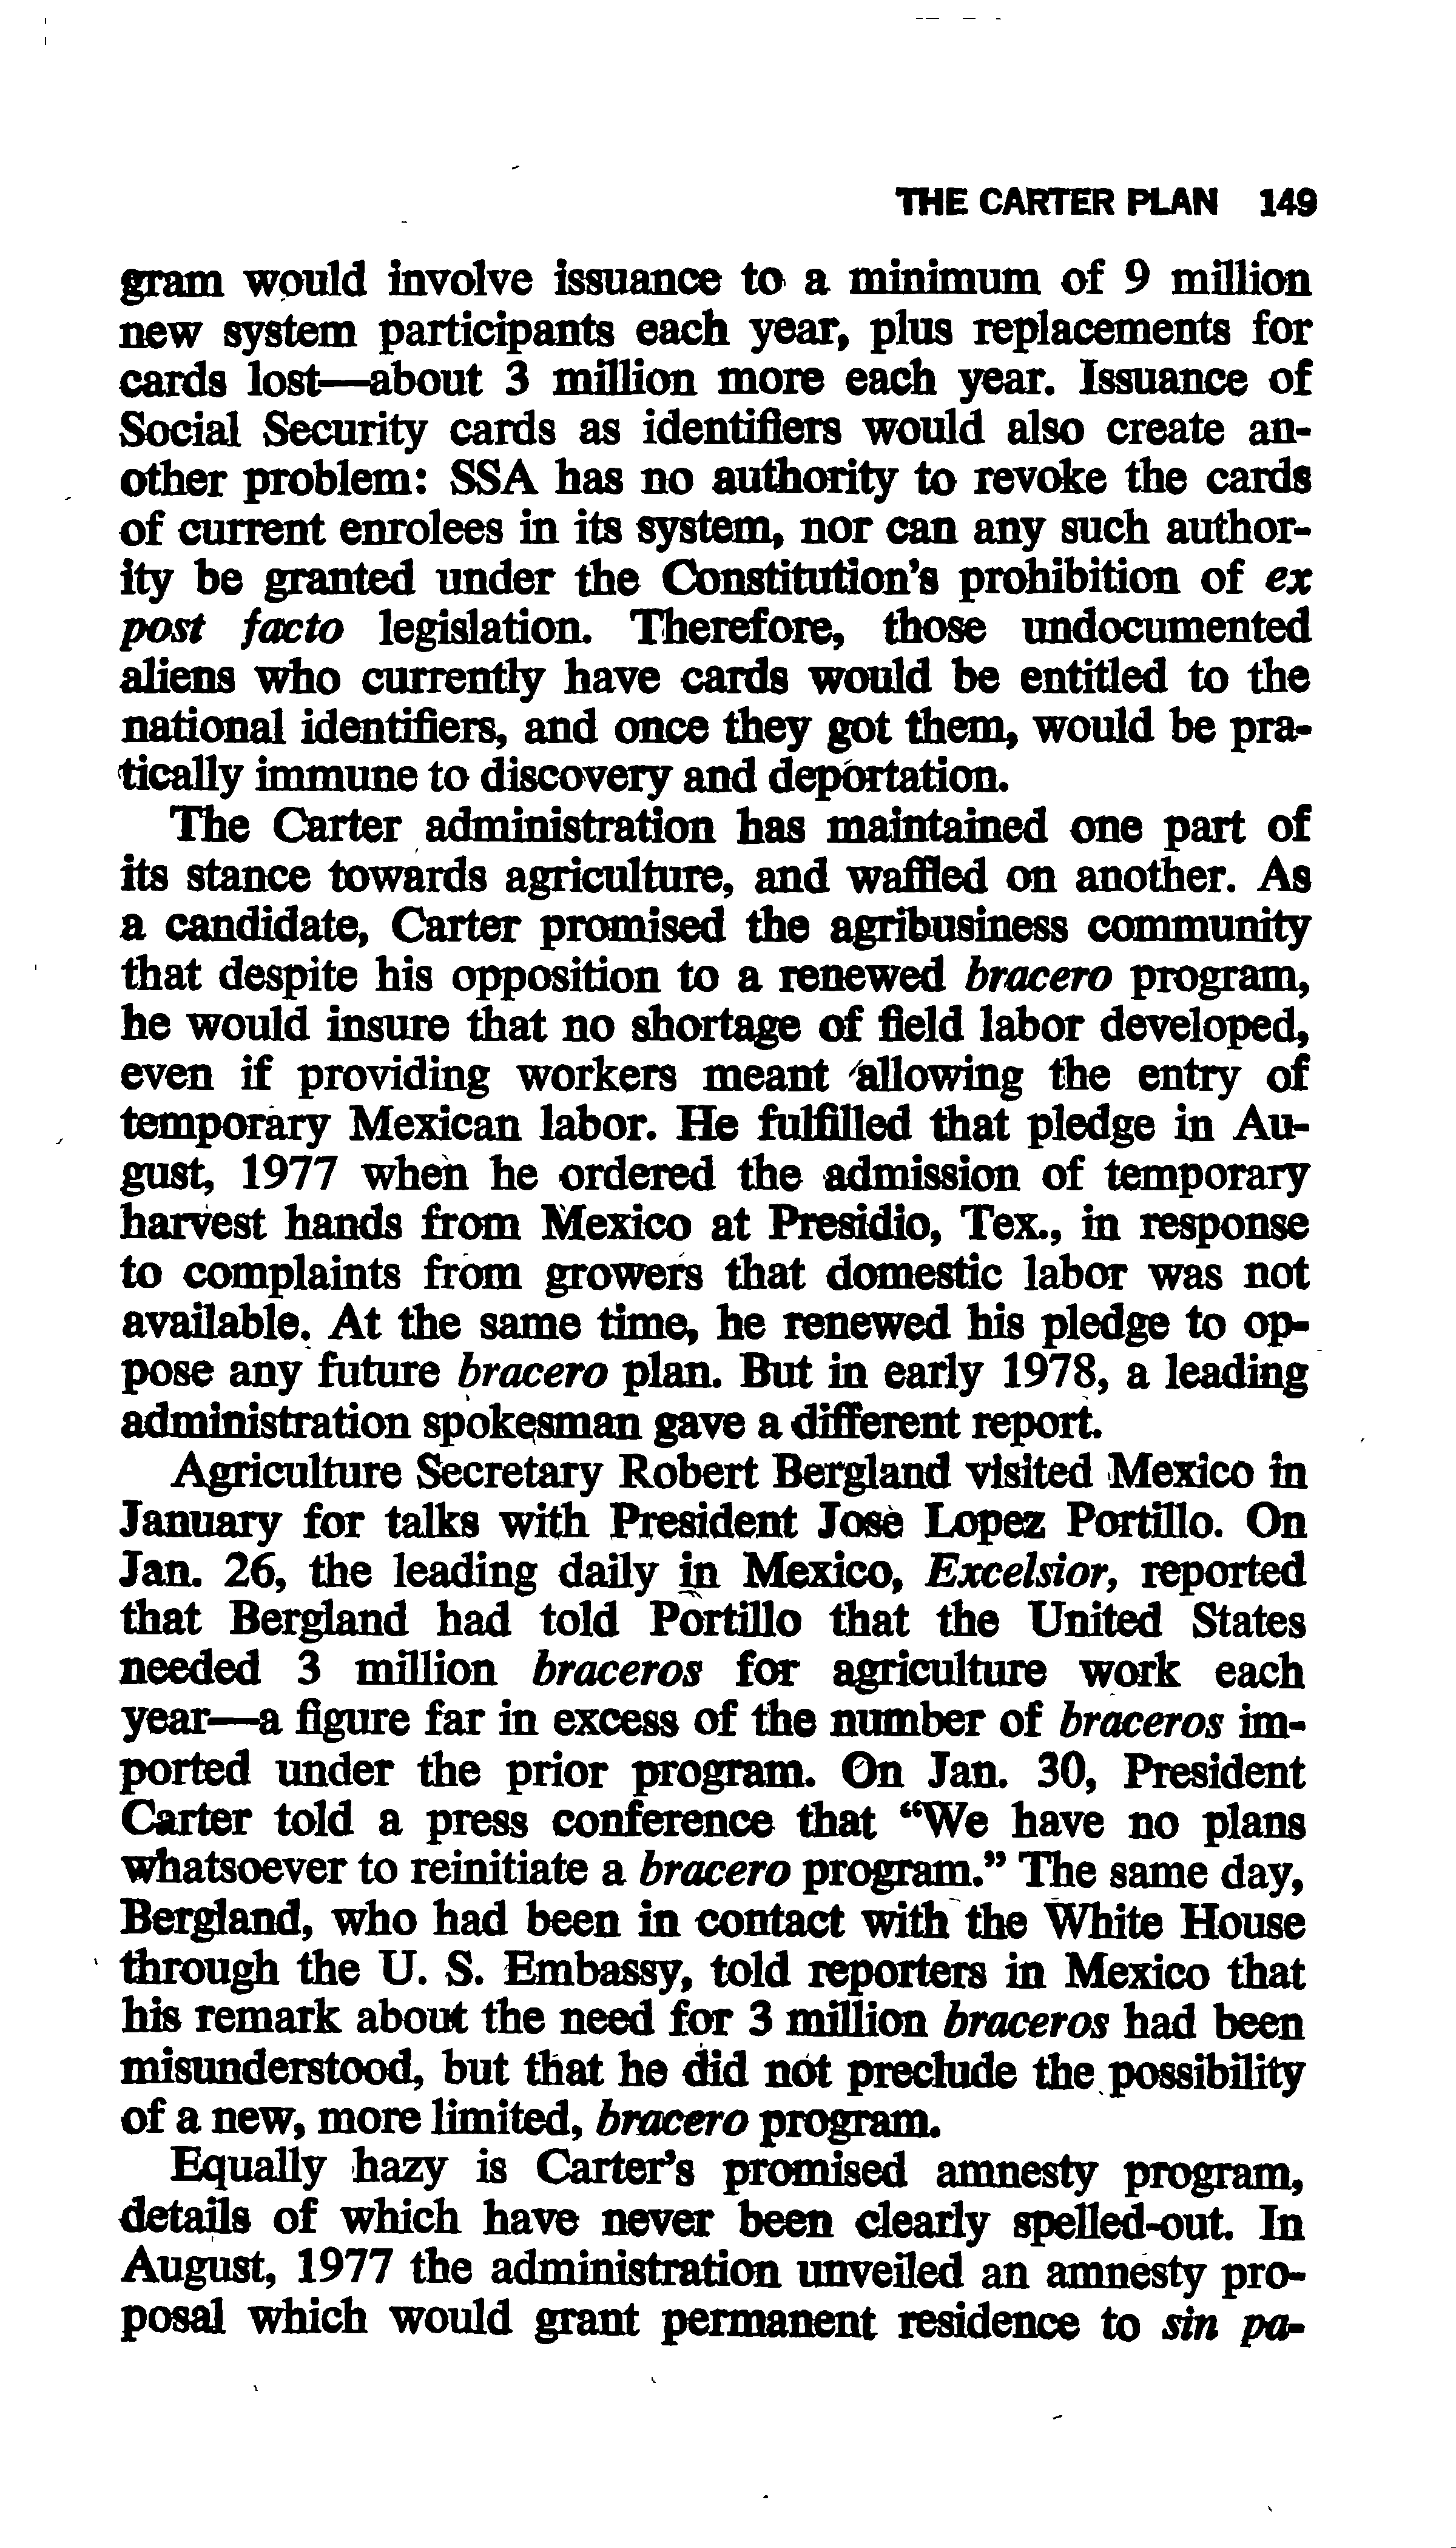 THE CARTER PLAN 149
gram would involve issuance to a minimum of 9 million
new system participants each year, plus replacements for
cards lost—about 3 million more each year. Issuance of
Social Security cards as identifiers would also create an-
other problem: SSA has no authority to revoke the cards
of current enrolees in its system, nor can any such author-
ity be granted under the Constitution's prohibition of ex
post facto legislation. Therefore, those undocumented
aliens who currently have cards would be entitled to the
national identifiers, and once they got them, would be pra-
tically immune to discovery and deportation.
The Carter administration has maintained one part of
its stance towards agriculture, and waffled on another. As
a candidate, Carter promised the agribusiness community
that despite his opposition to a renewed bracero program,
he would insure that no shortage of field labor developed,
even if providing workers meant allowing the entry of
temporary Mexican labor. He fulfilled that pledge in Au-
gust, 1977 when he ordered the admission of temporary
harvest hands from Mexico at Presidio, Tex., in response
to complaints from growers that domestic labor was not
available. At the same time, he renewed his pledge to op-
pose any future bracero plan. But in early 1978, a leading
administration spokesman gave a different report.
Agriculture Secretary Robert Bergland visited Mexico in
January for talks with President Josè Lopez Portillo. On
Jan. 26, the leading daily in Mexico, Excelsior, reported
that Bergland had told Portillo that the United States
needed 3 million braceros for agriculture work each
year—a figure far in excess of the number of braceros im-
ported under the prior program. On Jan. 30, President
Carter told a press conference that “We have no plans
whatsoever to reinitiate a bracero program.” The same day,
Bergland, who had been in contact with the White House
through the U. S. Embassy, told reporters in Mexico that
his remark about the need for 3 million braceros had been
misunderstood, but that he did not preclude the possibility
of a new, more limited, bracero program.
Equally hazy is Carter's promised amnesty program,
details of which have never been clearly spelled-out. In
August, 1977 the administration unveiled an amnesty pro-
posal which would grant permanent residence to sin pa-